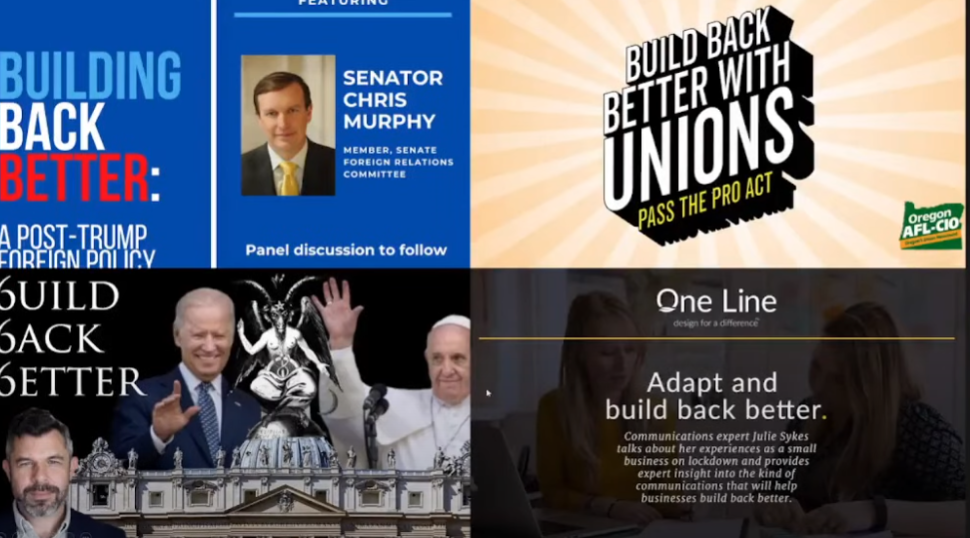 FEATURING
BUILDING
BACK
BETTER:
A POST-TRUMP
FOREIGN POLICY
SENATOR
CHRIS
MURPHY
MEMBER, SENATE
FOREIGN RELATIONS
COMMITTEE
Panel discussion to follow
BUILD BACK
BETTER WITH
UNIONS
PASS THE PRO ACT
Oregon
AFL-CIO
6UILD
6ACK
6ETTER
One Line
design for a difference
Adapt and
build back better.
Communications expert Julie Sykes
talks about her experiences as a small
business on lockdown and provides
expert insight into the kind of
communications that will help
businesses build back better.